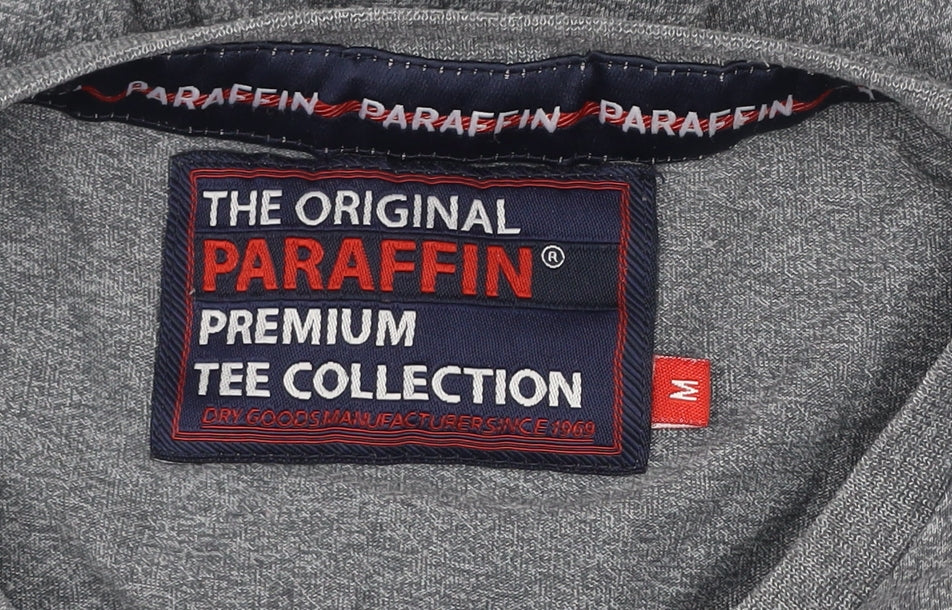 PARAFFIN PARAFFIN PARAFFIN
THE ORIGINAL
PARAFFIN®
PREMIUM
TEE COLLECTION
DRY GOODS MANUFACTURER SINCE 1969
M